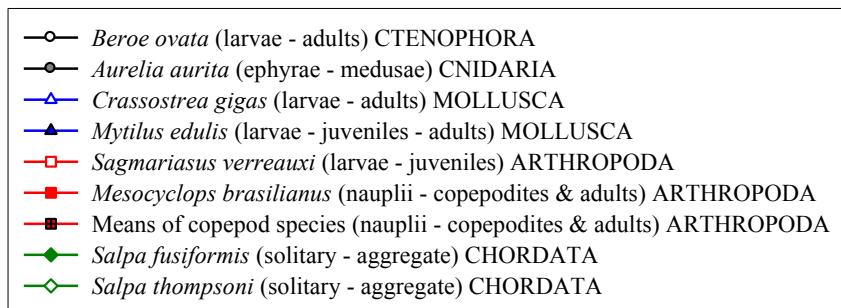 Beroe ovata (larvae - adults) CTENOPHORA
Aurelia aurita (ephyrae - medusae) CNIDARIA
Crassostrea gigas (larvae - adults) MOLLUSCA
Mytilus edulis (larvae - juveniles - adults) MOLLUSCA
Sagmariasus verreauxi (larvae - juveniles) ARTHROPODA
Mesocyclops brasilianus (nauplii - copepodites & adults) ARTHROPODA
Means of copepod species (nauplii - copepodites & adults) ARTHROPODA
Salpa fusiformis (solitary - aggregate) CHORDATA
Salpa thompsoni (solitary - aggregate) CHORDATA